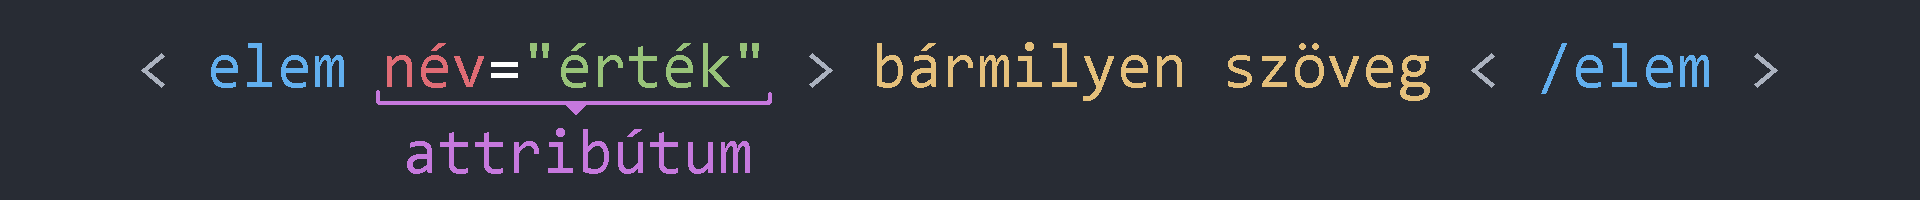 < elem név="érték" > bármilyen szöveg < /elem >
attribútum